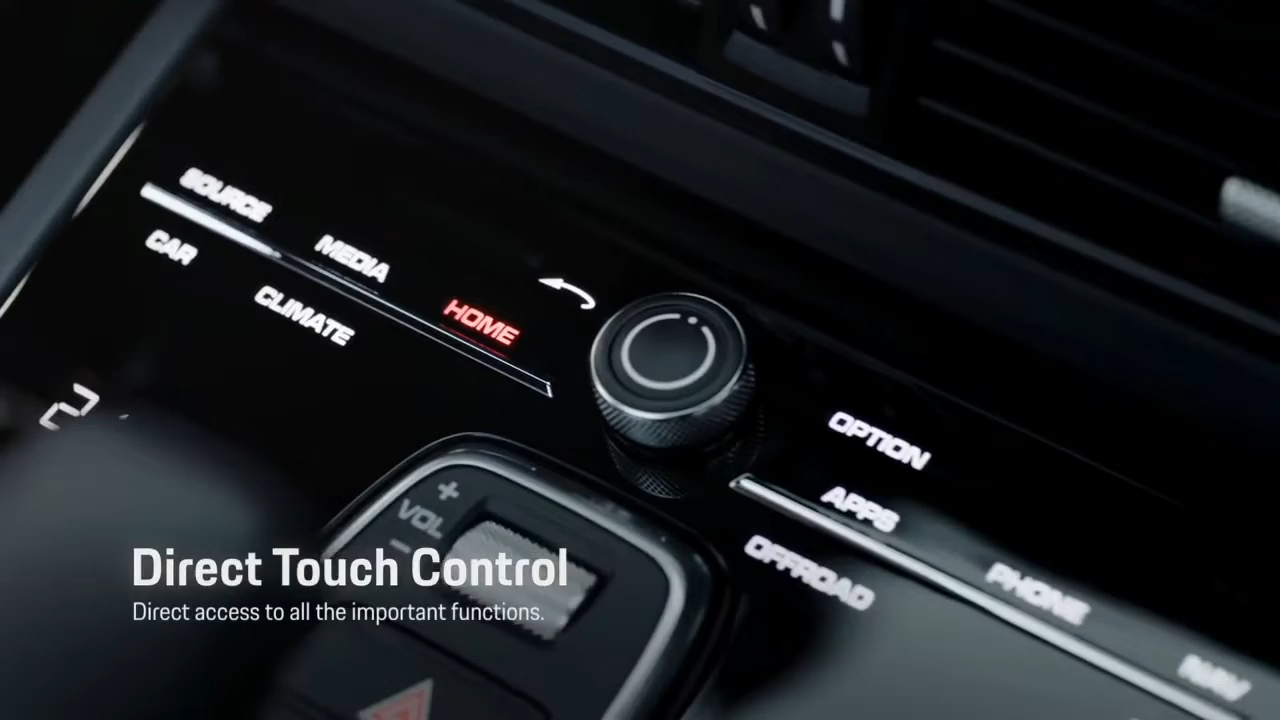 SOURCE
CAR
MEDIA
CLIMATE
HOME
2
OPTION
APPS
OFFROAD
PHONE
NAV
+
VOL
-
Direct Touch Control
Direct access to all the important functions.